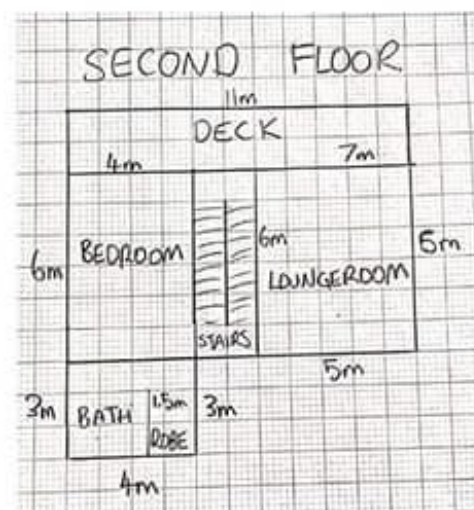 SECOND FLOOR
11m
DECK
4m 7m
6m BEDROOM 6m LOUNGEROOM 6m
STAIRS
5m
3m BATH 1.5m 3m
ROBE
4m